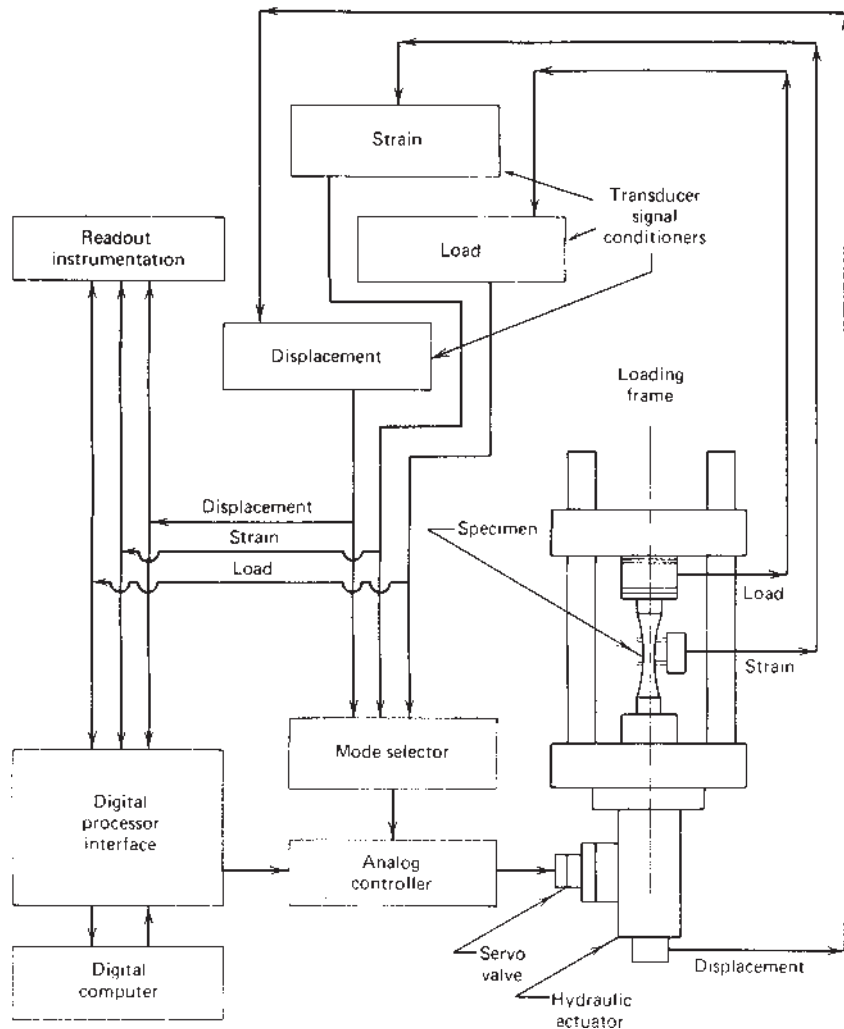 Strain
Transducer
signal
conditioners
Readout
instrumentation
Load
Displacement
Loading
frame
Displacement
Specimen
Strain
Load
Load
Strain
Mode selector
Digital
processor
interface
Analog
controller
Servo
valve
Displacement
Digital
computer
Hydraulic
actuator